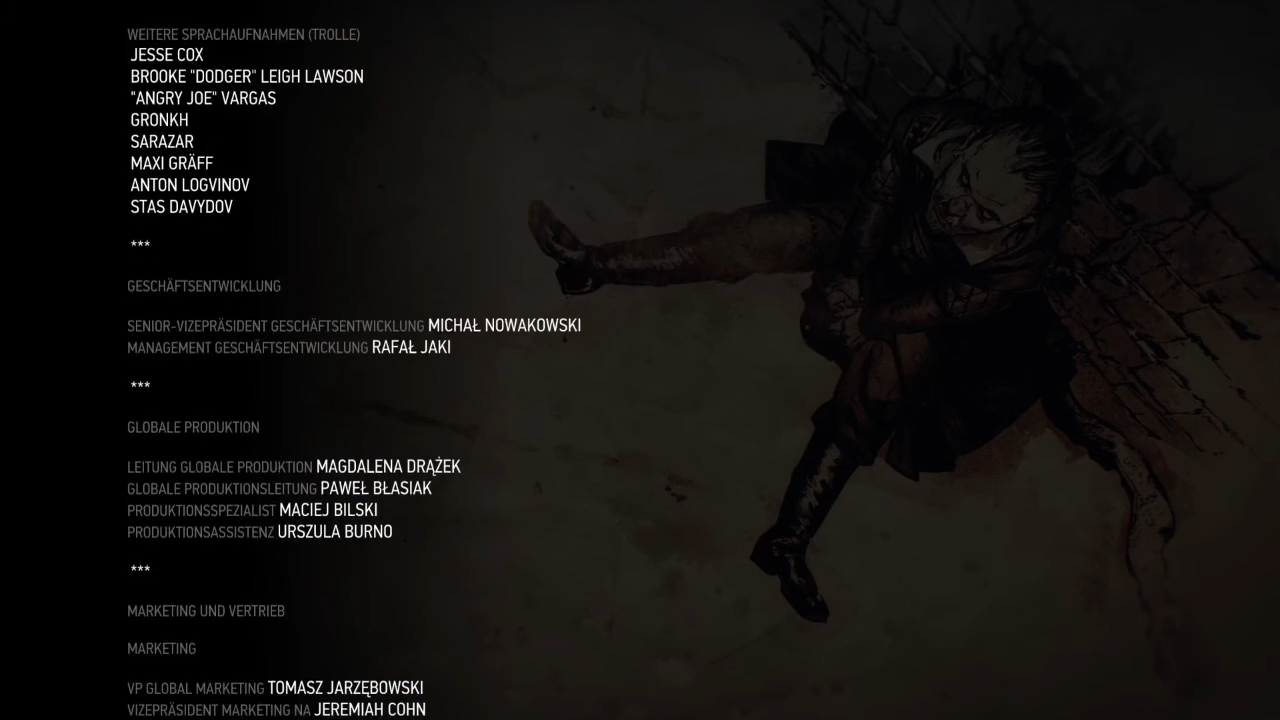 WEITERE SPRACHAUFNAHMEN (TROLLE)
JESSE COX
BROOKE "DODGER" LEIGH LAWSON
"ANGRY JOE" VARGAS
GRONKH
SARAZAR
MAXI GRÄFF
ANTON LOGVINOV
STAS DAVYDOV
***
GESCHÄFTSENTWICKLUNG
SENIOR-VIZEPRÄSIDENT GESCHÄFTSENTWICKLUNG MICHAŁ NOWAKOWSKI
MANAGEMENT GESCHÄFTSENTWICKLUNG RAFAŁ JAKI
***
GLOBALE PRODUKTION
LEITUNG GLOBALE PRODUKTION MAGDALENA DRĄŻEK
GLOBALE PRODUKTIONSLEITUNG PAWEŁ BŁASIAK
PRODUKTIONSSPEZIALIST MACIEJ BILSKI
PRODUKTIONSASSISTENZ URSZULA BURNO
***
MARKETING UND VERTRIEB
MARKETING
VP GLOBAL MARKETING TOMASZ JARZĘBOWSKI
VIZEPRÄSIDENT MARKETING NA JEREMIAH COHN